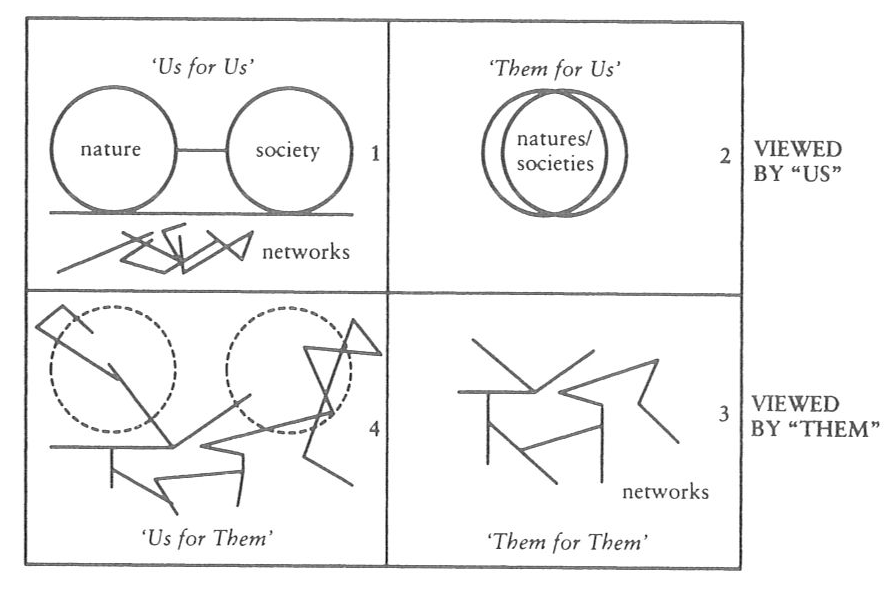 'Us for Us'
nature
society
1
networks
'Them for Us'
natures/
societies
2
VIEWED
BY "US"
4
'Us for Them'
3
networks
'Them for Them'
VIEWED
BY "THEM"